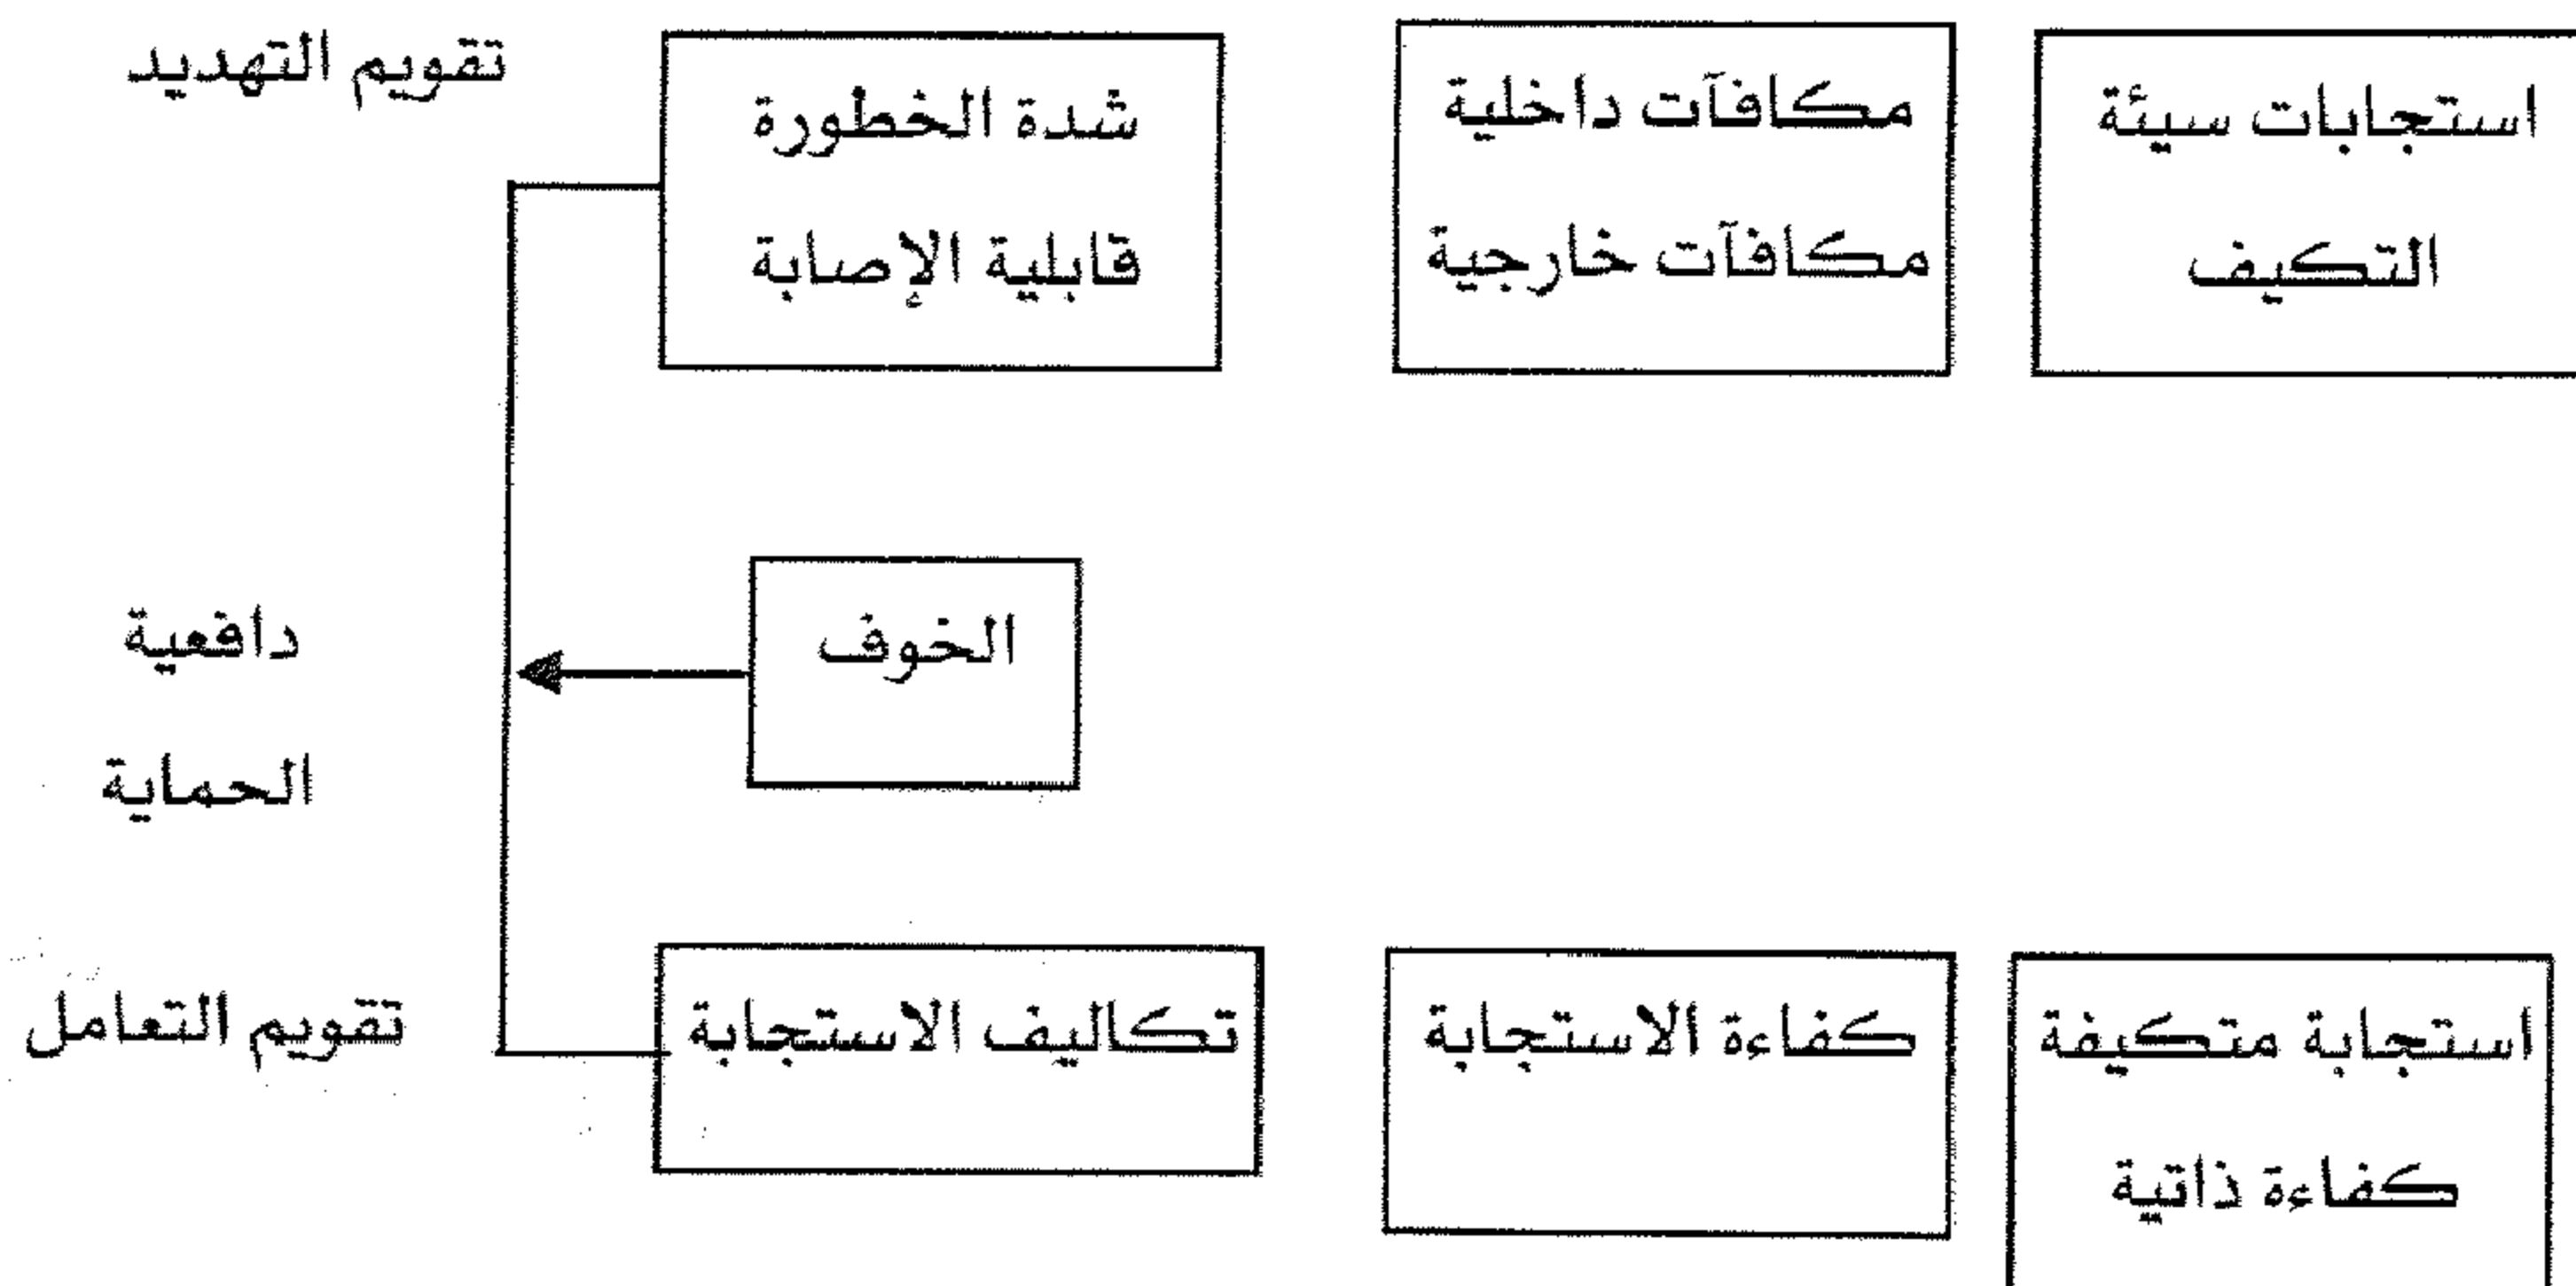 استجابات سيئة
التكيف
مكافآت داخلية
مكافآت خارجية
شدة الخطورة
قابلية الإصابة
تقويم التهديد
الخوف
دافعية
الحماية
استجابة متكيفة
كفاءة ذاتية
كفاءة الاستجابة
تكاليف الاستجابة
تقويم التعامل